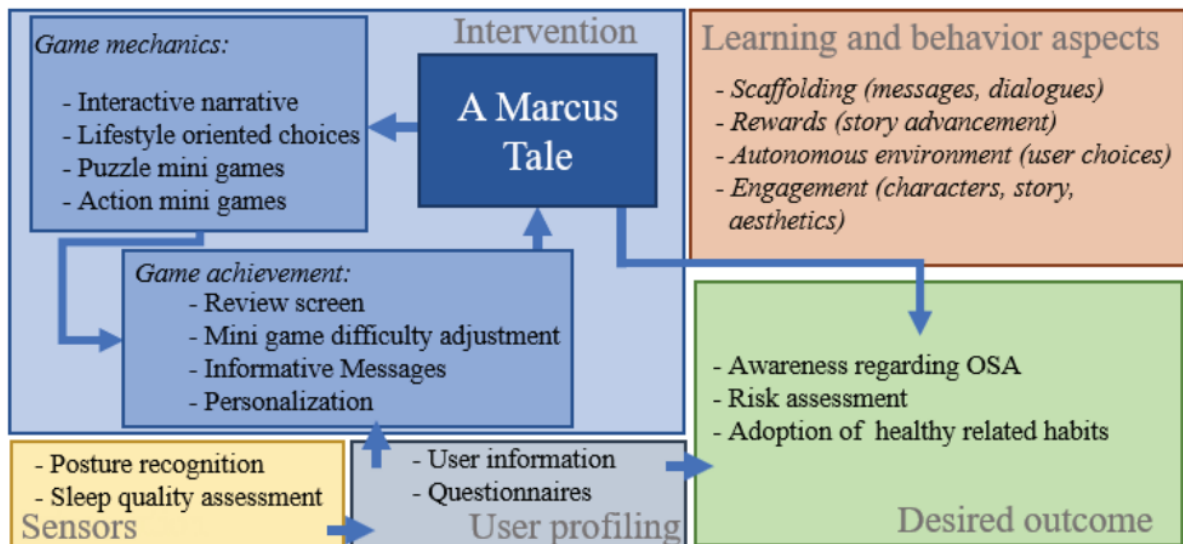 Intervention
Game mechanics:
- Interactive narrative
- Lifestyle oriented choices
- Puzzle mini games
- Action mini games
A Marcus
Tale
Game achievement:
- Review screen
- Mini game difficulty adjustment
- Informative Messages
- Personalization
Learning and behavior aspects
- Scaffolding (messages, dialogues)
- Rewards (story advancement)
- Autonomous environment (user choices)
- Engagement (characters, story,
aesthetics)
- Posture recognition
- Sleep quality assessment
Sensors
- User information
- Questionnaires
User profiling
- Awareness regarding OSA
- Risk assessment
- Adoption of healthy related habits
Desired outcome